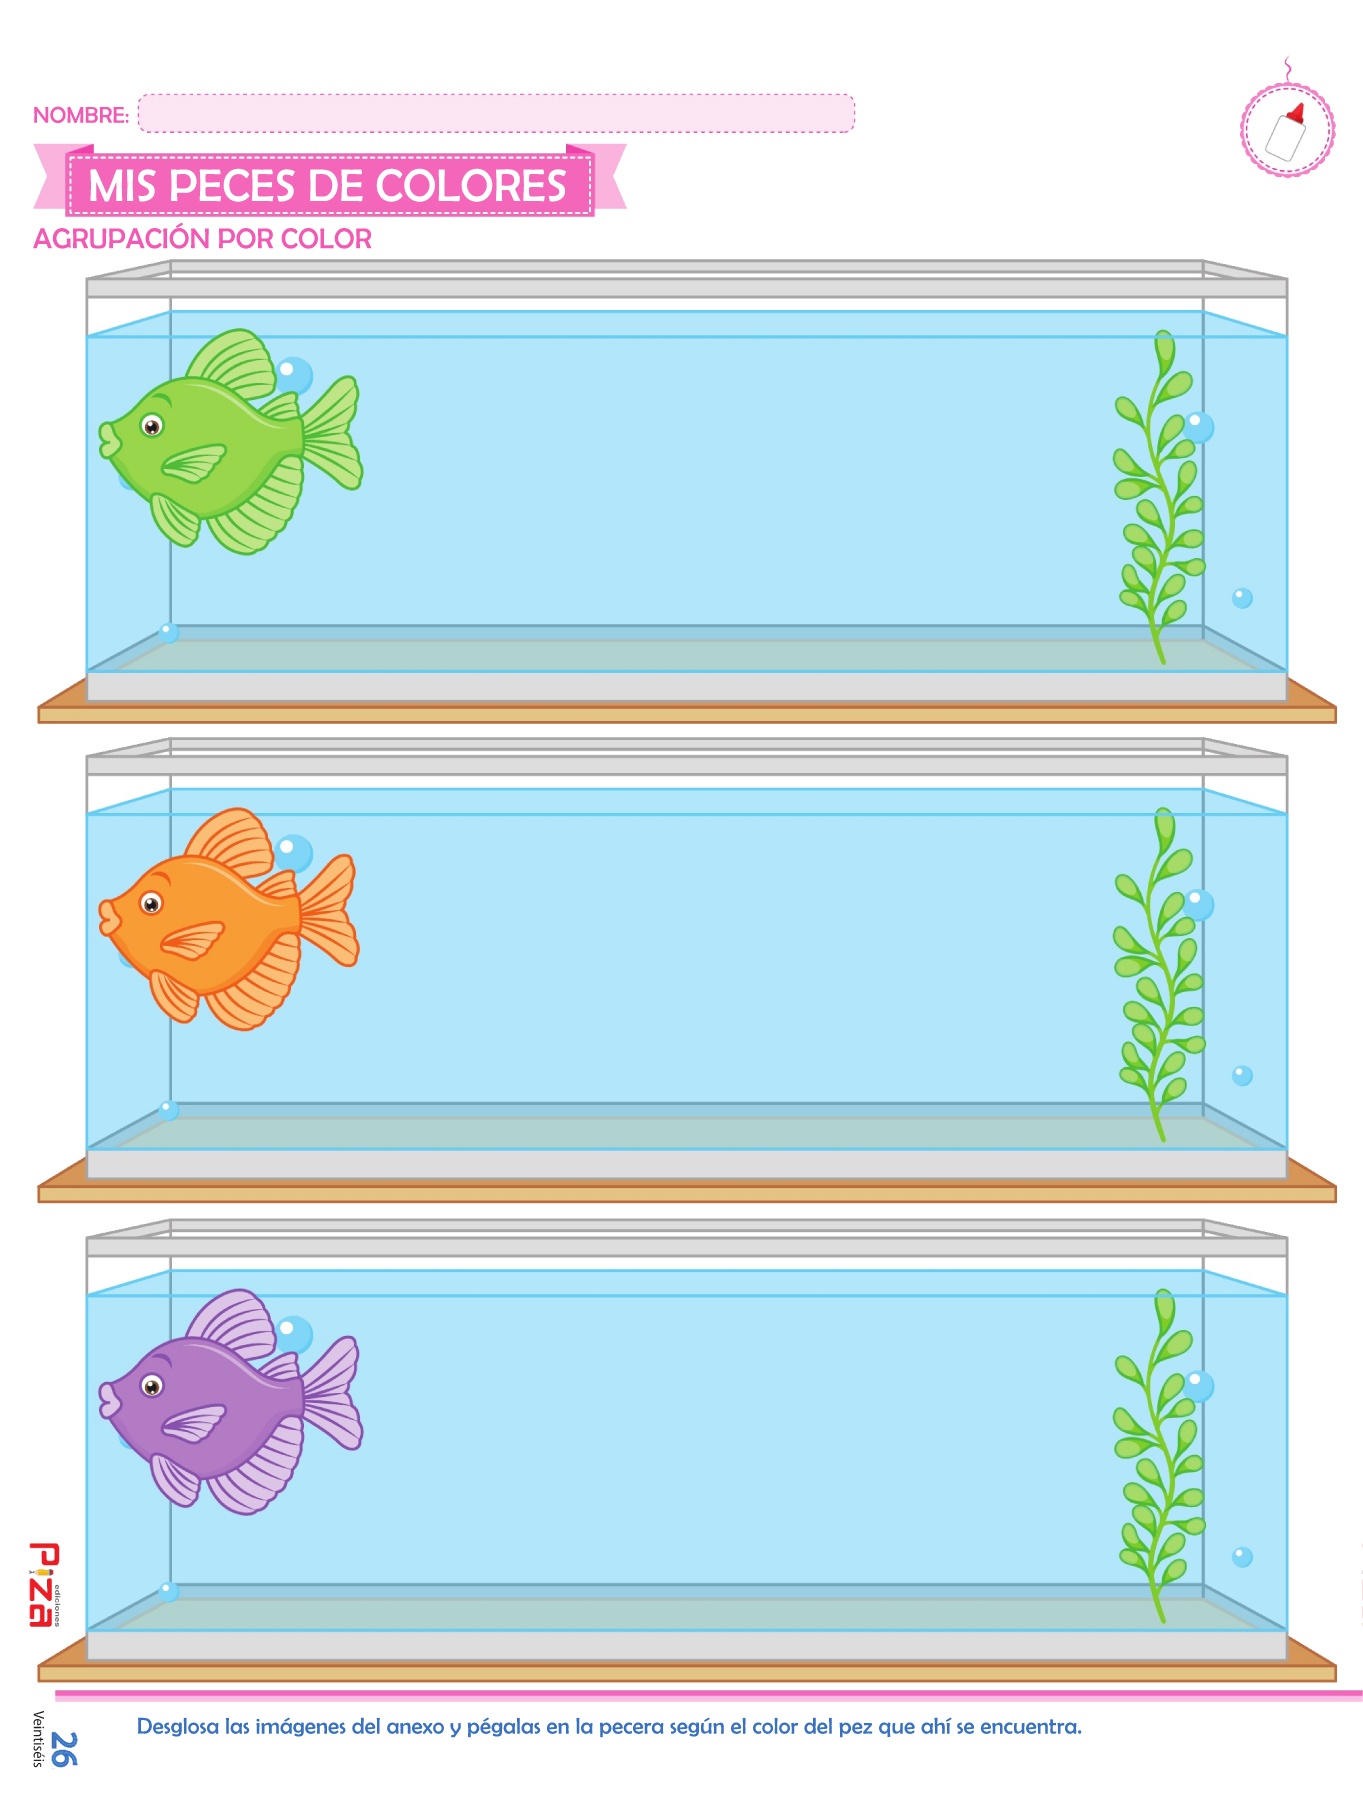 NOMBRE:
MIS PECES DE COLORES
AGRUPACIÓN POR COLOR
Piza
ediciones
Desglosa las imágenes del anexo y pégalas en la pecera según el color del pez que ahí se encuentra.
26
Veintiséis